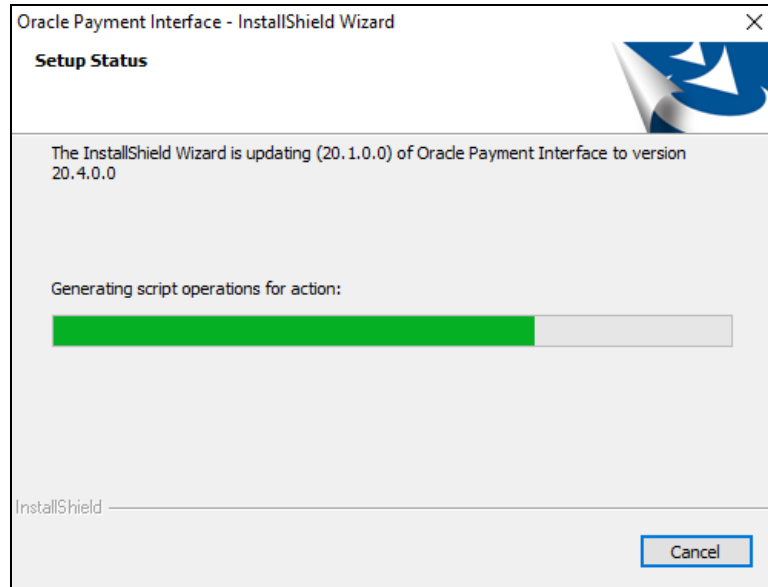 Oracle Payment Interface - InstallShield Wizard
Setup Status
The InstallShield Wizard is updating (20.1.0.0) of Oracle Payment Interface to version
20.4.0.0
Generating script operations for action:
InstallShield
Cancel